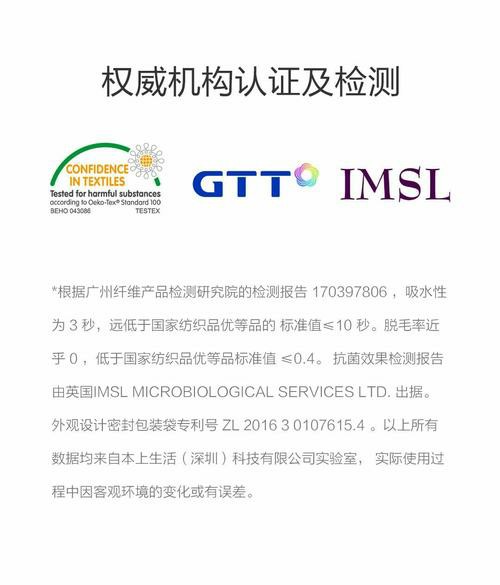 权威机构认证及检测
CONFIDENCE
IN TEXTILES
Tested for harmful substances
according to Oeko-Tex® Standard 100
BEHO 043086 TESTEX
GTT
IMSL
*根据广州纤维产品检测研究院的检测报告 170397806 ，吸水性
为 3 秒，远低于国家纺织品优等品的 标准值≤10 秒。脱毛率近
乎 0 ，低于国家纺织品优等品标准值 ≤0.4。 抗菌效果检测报告
由英国IMSL MICROBIOLOGICAL SERVICES LTD. 出据。
外观设计密封包装袋专利号 ZL 2016 3 0107615.4 。以上所有
数据均来自本上生活（深圳）科技有限公司实验室， 实际使用过
程中因客观环境的变化或有误差。